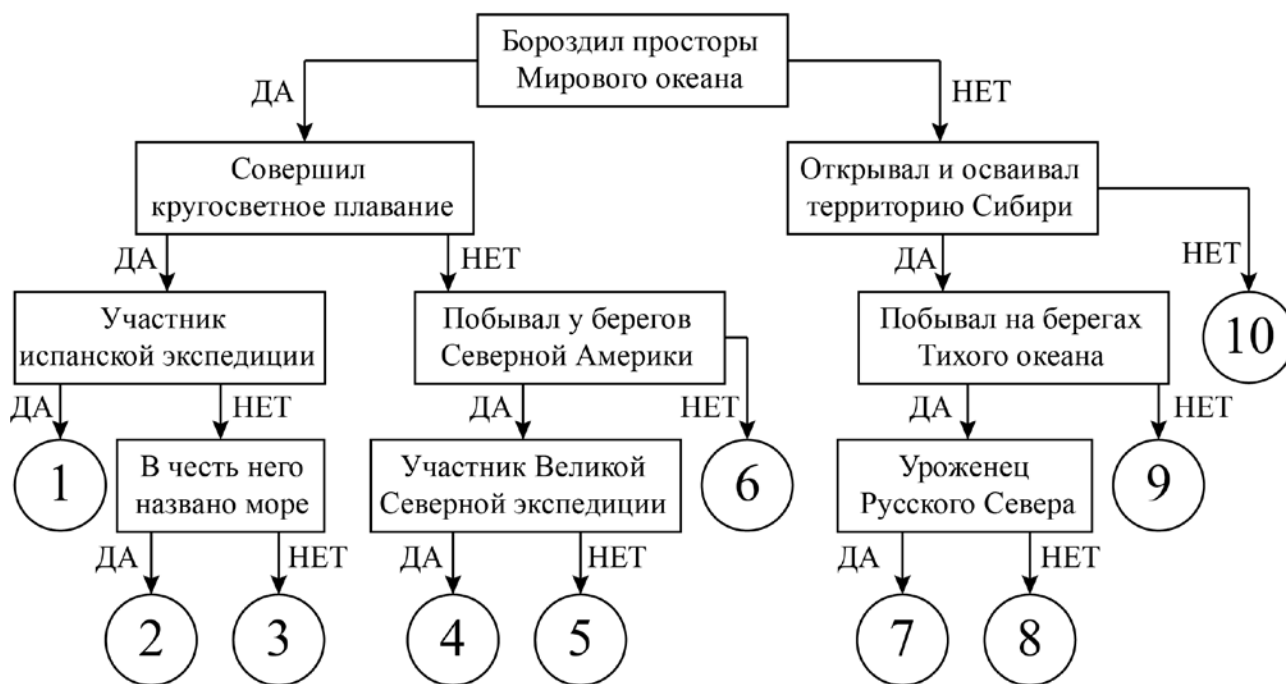 Бороздил просторы
Мирового океана
ДА
НЕТ
Совершил
кругосветное плавание
Открывал и осваивал
территорию Сибири
ДА
НЕТ
ДА
НЕТ
Участник
испанской экспедиции
Побывал у берегов
Северной Америки
Побывал на берегах
Тихого океана
10
ДА
НЕТ
ДА
НЕТ
ДА
НЕТ
1
В честь него
названо море
Участник Великой
Северной экспедиции
6
Уроженец
Русского Севера
9
ДА
НЕТ
ДА
НЕТ
ДА
НЕТ
2
3
4
5
7
8